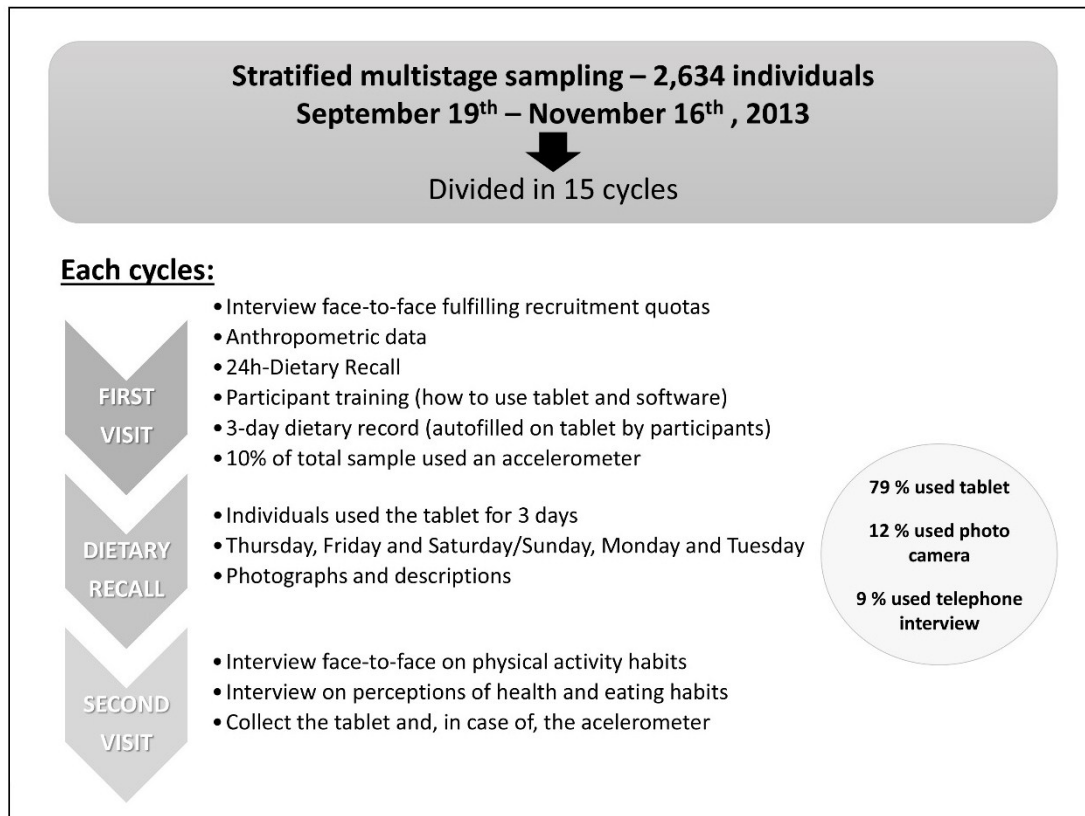 Stratified multistage sampling – 2,634 individuals
September 19th – November 16th , 2013
Divided in 15 cycles
Each cycles:
FIRST
VISIT
•Interview face-to-face fulfilling recruitment quotas
•Anthropometric data
•24h-Dietary Recall
•Participant training (how to use tablet and software)
•3-day dietary record (autofilled on tablet by participants)
•10% of total sample used an accelerometer
DIETARY
RECALL
•Individuals used the tablet for 3 days
•Thursday, Friday and Saturday/Sunday, Monday and Tuesday
•Photographs and descriptions
79 % used tablet
12 % used photo
camera
9 % used telephone
interview
SECOND
VISIT
•Interview face-to-face on physical activity habits
•Interview on perceptions of health and eating habits
•Collect the tablet and, in case of, the acelerometer